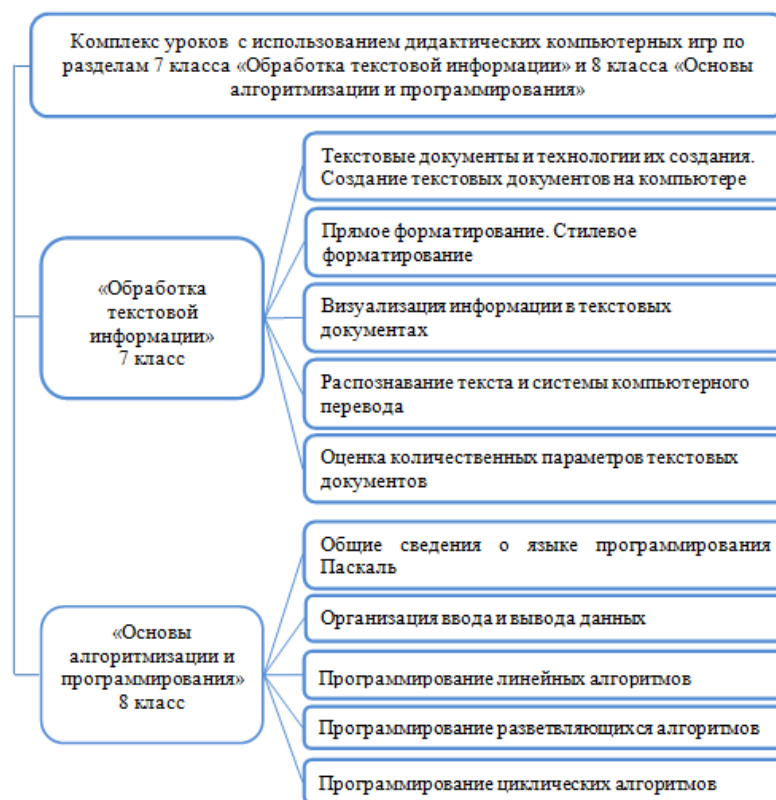 Комплекс уроков с использованием дидактических компьютерных игр по
разделам 7 класса «Обработка текстовой информации» и 8 класса «Основы
алгоритмизации и программирования»
«Обработка
текстовой
информации»
7 класс
Текстовые документы и технологии их создания.
Создание текстовых документов на компьютере
Прямое форматирование. Стилевое
форматирование
Визуализация информации в текстовых
документах
Распознавание текста и системы компьютерного
перевода
Оценка количественных параметров текстовых
документов
«Основы
алгоритмизации и
программирования»
8 класс
Общие сведения о языке программирования
Паскаль
Организация ввода и вывода данных
Программирование линейных алгоритмов
Программирование разветвляющихся алгоритмов
Программирование циклических алгоритмов